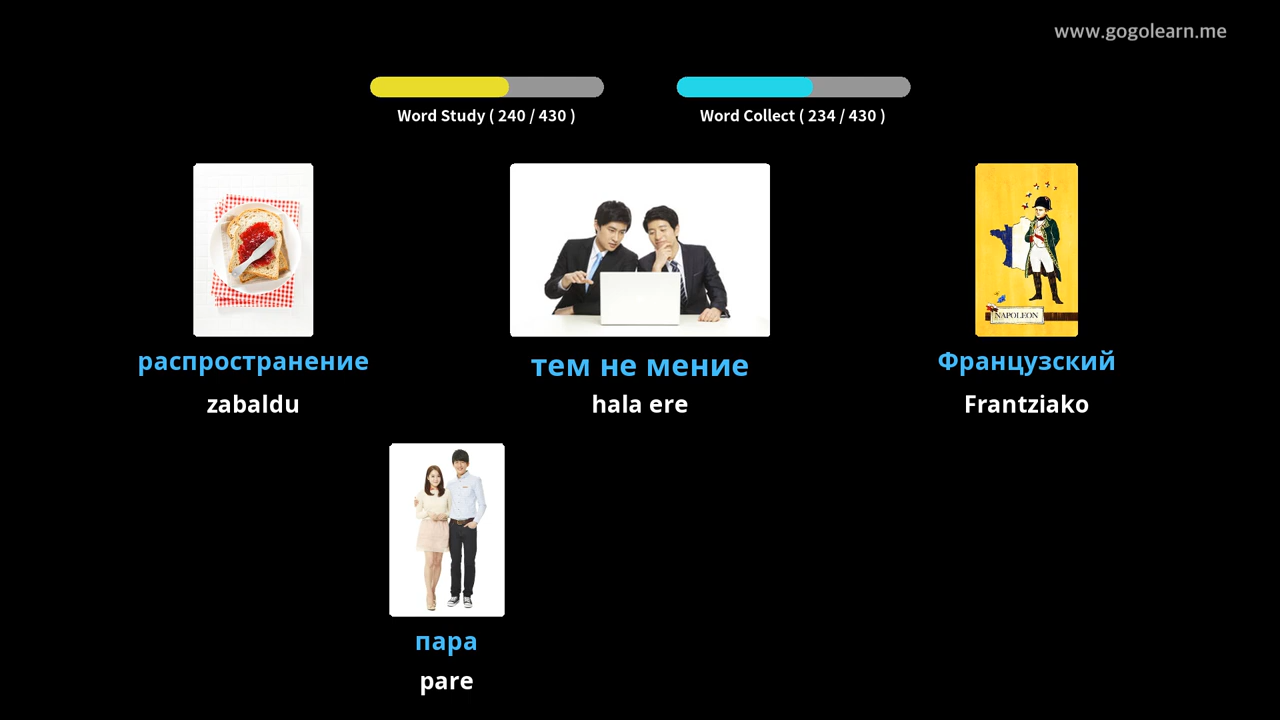 www.gogolearn.me
Word Study ( 240 / 430 )
Word Collect ( 234 / 430 )
NAPOLEON
распространение
тем не мение
Французский
zabaldu
hala ere
Frantziako
пара
pare